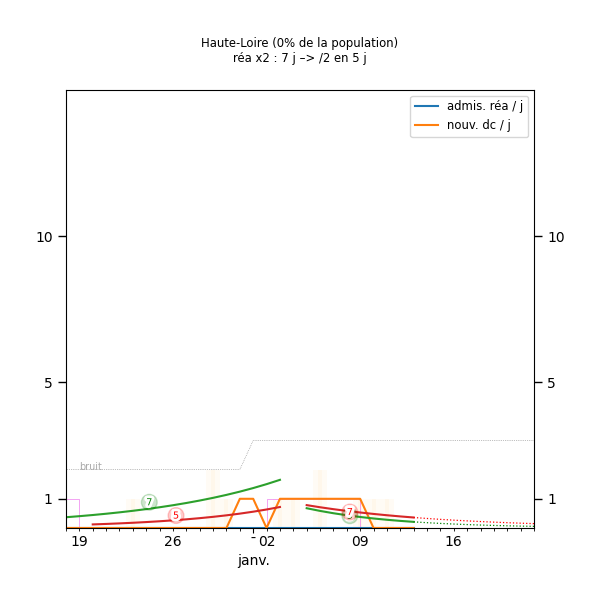 Haute-Loire (0% de la population)
réa x2 : 7 j –> /2 en 5 j
admis. réa / j
nouv. dc / j
10 10
5 5
bruit
1 1
7
5
7
19 26 - 02 09 16
janv.